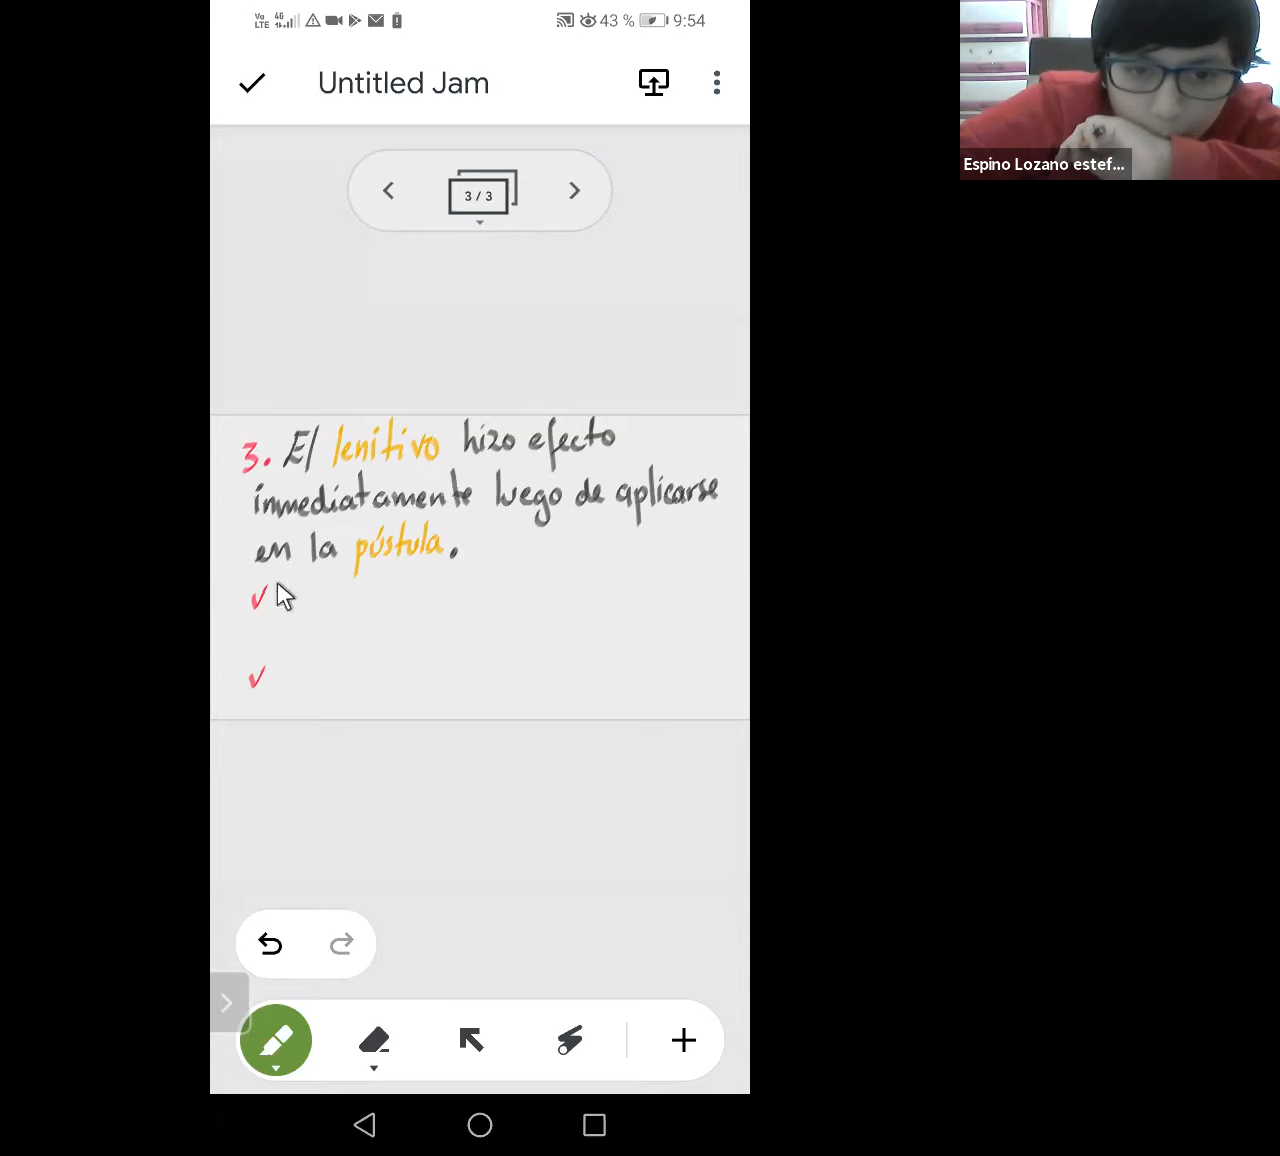 Vo LTE 4G 43 % 9:54
Untitled Jam
3 / 3
3. El lenitivo hizo efecto
inmediatamente luego de aplicarse
en la pústula.
Espino Lozano estef...